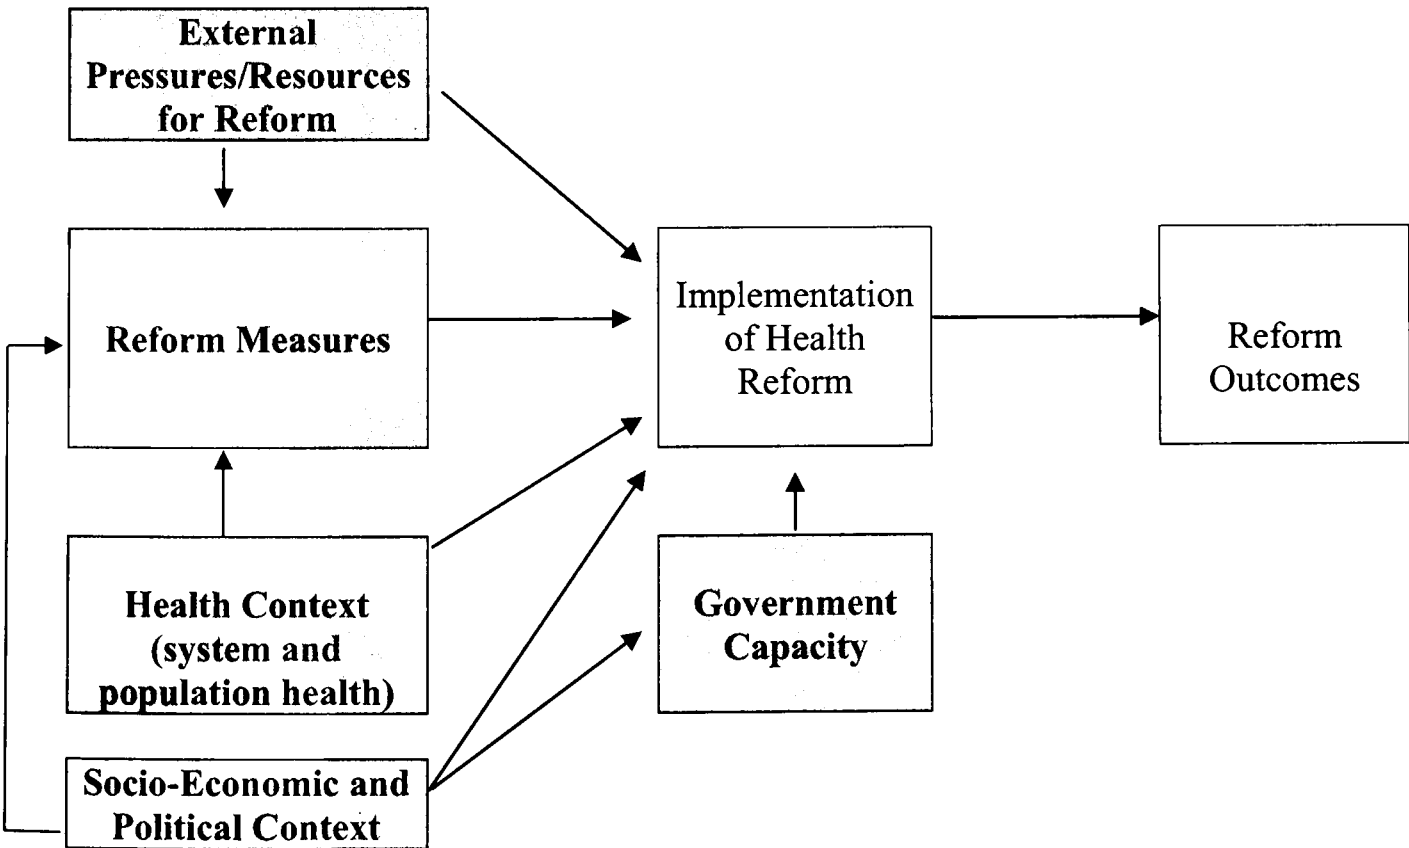 External
Pressures/Resources
for Reform
Reform Measures
Implementation
of Health
Reform
Reform
Outcomes
Health Context
(system and
population health)
Government
Capacity
Socio-Economic and
Political Context